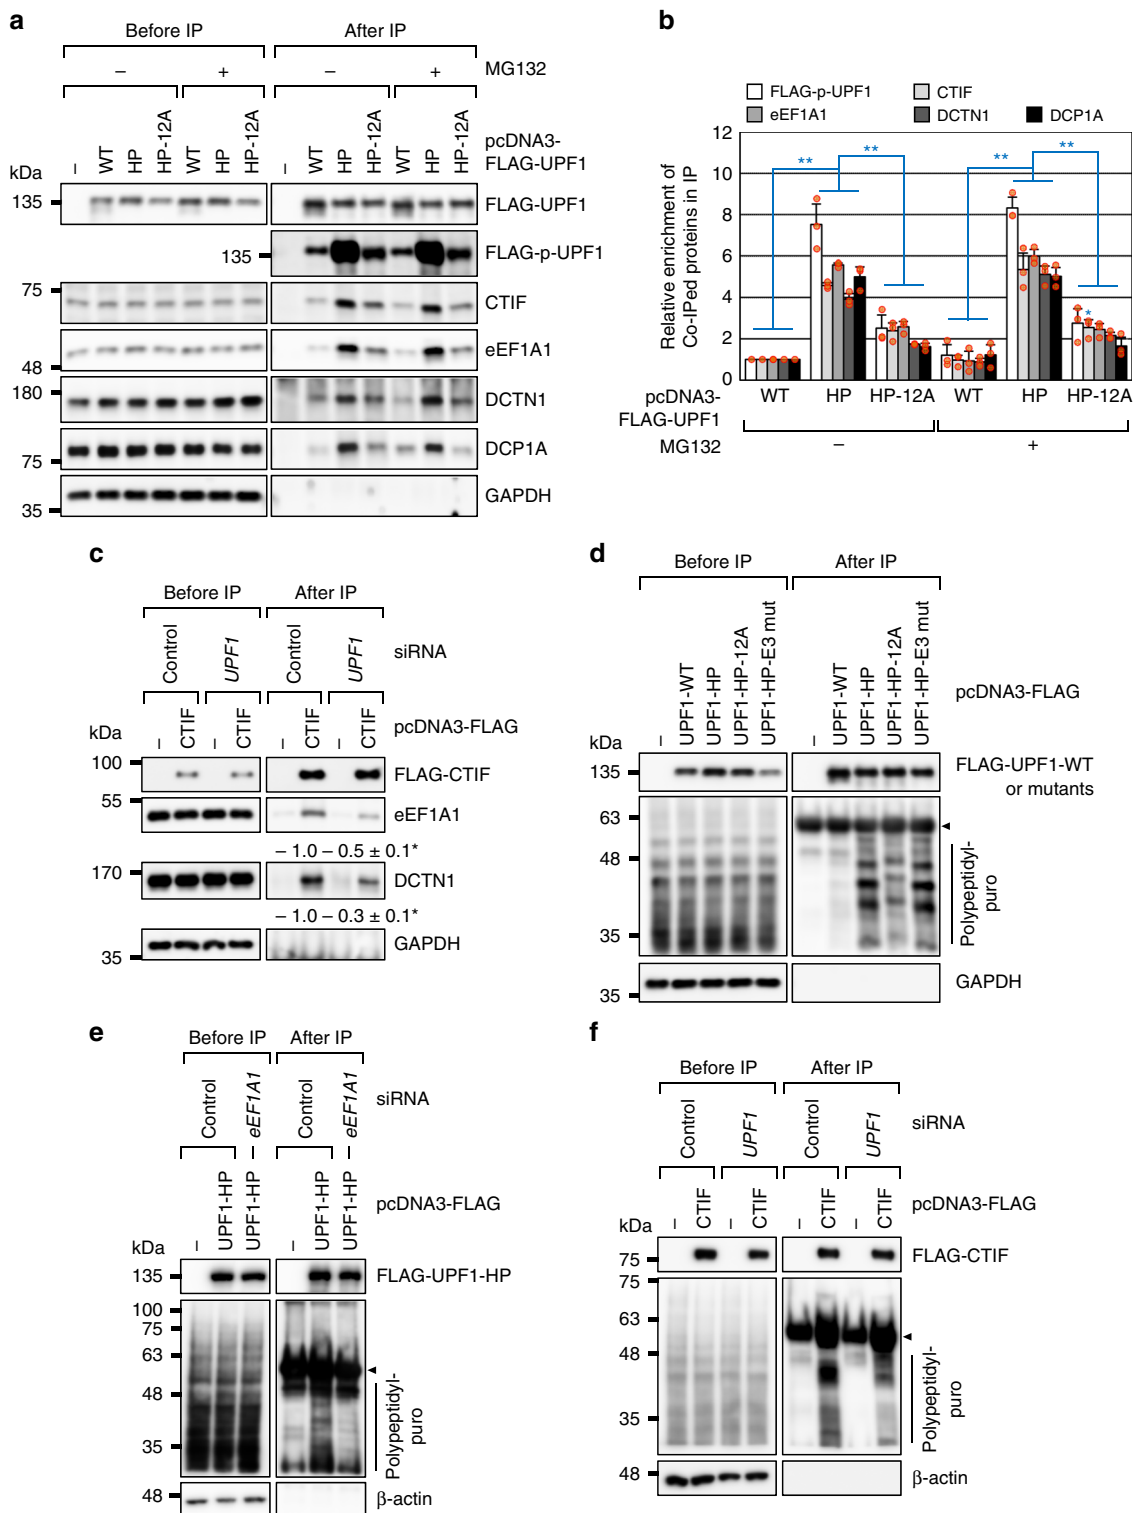 a
Before IP
After IP
– + – + MG132
– WT HP HP-12A WT HP HP-12A – WT HP HP-12A WT HP HP-12A
pcDNA3-
FLAG-UPF1
kDa
135 FLAG-UPF1
135 FLAG-p-UPF1
75 CTIF
48 eEF1A1
180 DCTN1
75 DCP1A
35 GAPDH
b
FLAG-p-UPF1 CTIF
eEF1A1 DCTN1 DCP1A
Relative enrichment of
Co-IPed proteins in IP
12
10
8
6
4
2
0
** ** ** **
*
pcDNA3-
FLAG-UPF1
WT HP HP-12A WT HP HP-12A
MG132 – +
c
Before IP After IP
Control UPF1 Control UPF1 siRNA
– CTIF – CTIF – CTIF – CTIF pcDNA3-FLAG
kDa
100 FLAG-CTIF
55 eEF1A1
– 1.0 – 0.5 ± 0.1*
170 DCTN1
– 1.0 – 0.3 ± 0.1*
35 GAPDH
d
Before IP After IP
– UPF1-WT UPF1-HP UPF1-HP-12A UPF1-HP-E3 mut – UPF1-WT UPF1-HP UPF1-HP-12A UPF1-HP-E3 mut
pcDNA3-FLAG
kDa
135 FLAG-UPF1-WT
or mutants
63
48
35
Polypeptidyl-
puro
35 GAPDH
e
Before IP After IP
Control eEF1A1 Control eEF1A1 siRNA
– UPF1-HP UPF1-HP – UPF1-HP UPF1-HP pcDNA3-FLAG
kDa
135 FLAG-UPF1-HP
100
75
63
48
35
Polypeptidyl-
puro
48 β-actin
f
Before IP After IP
Control UPF1 Control UPF1 siRNA
– CTIF – CTIF – CTIF – CTIF pcDNA3-FLAG
kDa
75 FLAG-CTIF
75
63
48
35
Polypeptidyl-
puro
48 β-actin